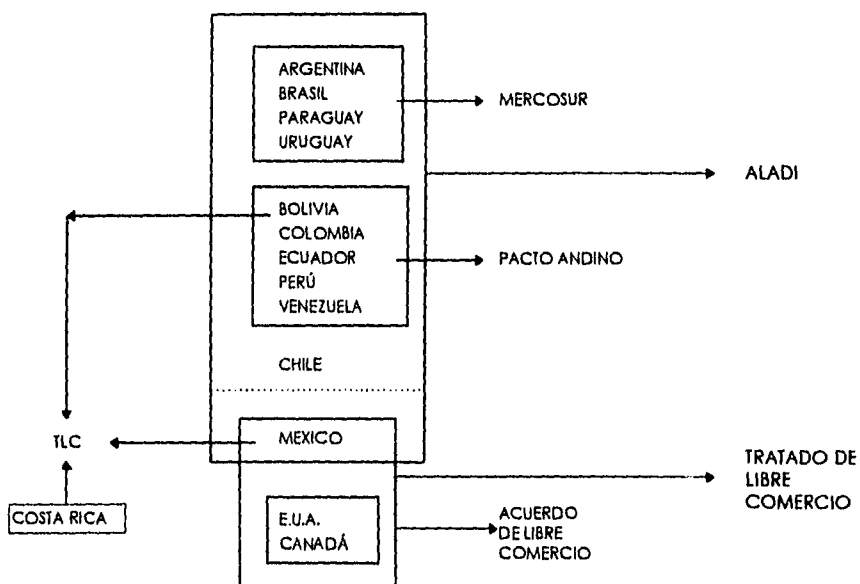 ARGENTINA
BRASIL
PARAGUAY
URUGUAY
MERCOSUR
ALADI
BOLIVIA
COLOMBIA
ECUADOR
PERÚ
VENEZUELA
PACTO ANDINO
CHILE
MEXICO
TLC
COSTA RICA
TRATADO DE
LIBRE
COMERCIO
E.U.A.
CANADÁ
ACUERDO
DE LIBRE
COMERCIO